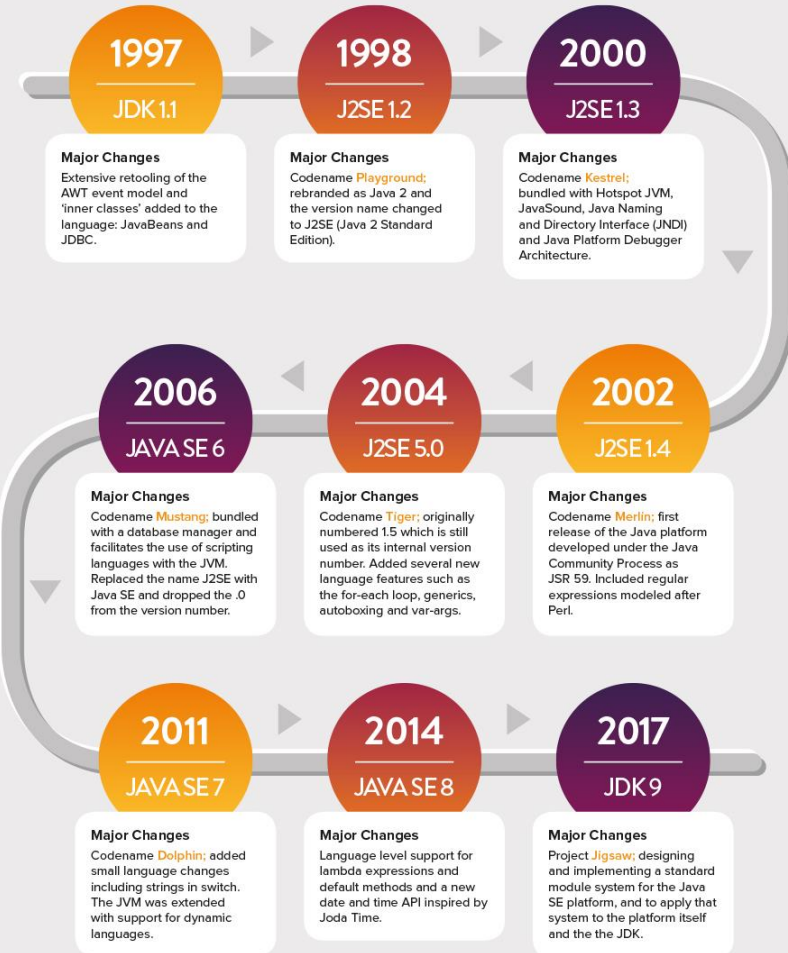 1997
JDK 1.1
Major Changes
Extensive retooling of the
AWT event model and
‘inner classes’ added to the
language: JavaBeans and
JDBC.
1998
J2SE 1.2
Major Changes
Codename Playground;
rebranded as Java 2 and
the version name changed
to J2SE (Java 2 Standard
Edition).
2000
J2SE 1.3
Major Changes
Codename Kestrel;
bundled with Hotspot JVM,
JavaSound, Java Naming
and Directory Interface (JNDI)
and Java Platform Debugger
Architecture.
2002
J2SE 1.4
Major Changes
Codename Merlin; first
release of the Java platform
developed under the Java
Community Process as
JSR 59. Included regular
expressions modeled after
Perl.
2004
J2SE 5.0
Major Changes
Codename Tiger; originally
numbered 1.5 which is still
used as its internal version
number. Added several new
language features such as
the for-each loop, generics,
autoboxing and var-args.
2006
JAVA SE 6
Major Changes
Codename Mustang; bundled
with a database manager and
facilitates the use of scripting
languages with the JVM.
Replaced the name J2SE with
Java SE and dropped the .0
from the version number.
2011
JAVA SE 7
Major Changes
Codename Dolphin; added
small language changes
including strings in switch.
The JVM was extended
with support for dynamic
languages.
2014
JAVA SE 8
Major Changes
Language level support for
lambda expressions and
default methods and a new
date and time API inspired by
Joda Time.
2017
JDK 9
Major Changes
Project Jigsaw; designing
and implementing a standard
module system for the Java
SE platform, and to apply that
system to the platform itself
and the the JDK.